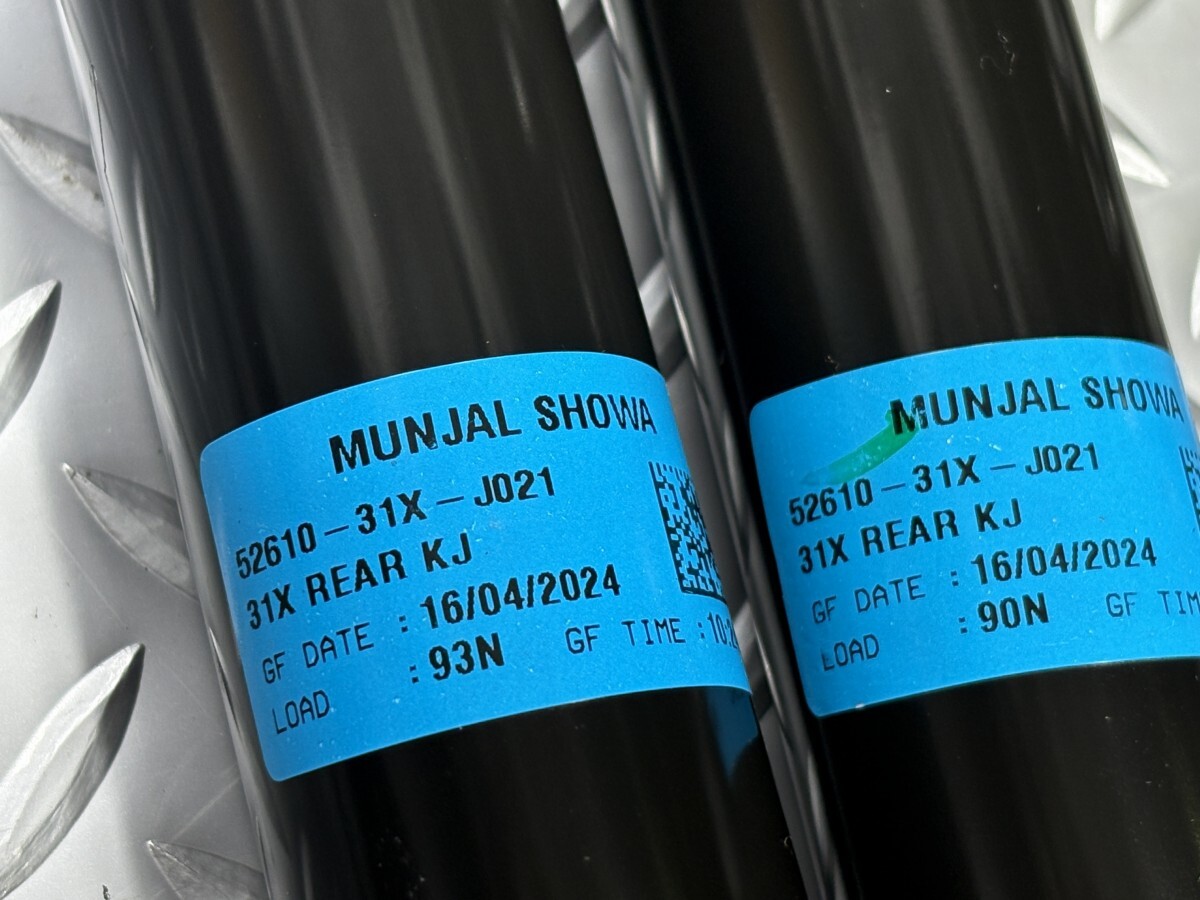 MUNJAL SHOWA
52610-31X-J021
31X REAR KJ
GF DATE : 16/04/2024
LOAD : 93N GF TIME :
MUNJAL SHOWA
52610-31X-J021
31X REAR KJ
GF DATE : 16/04/2024
LOAD : 90N GF